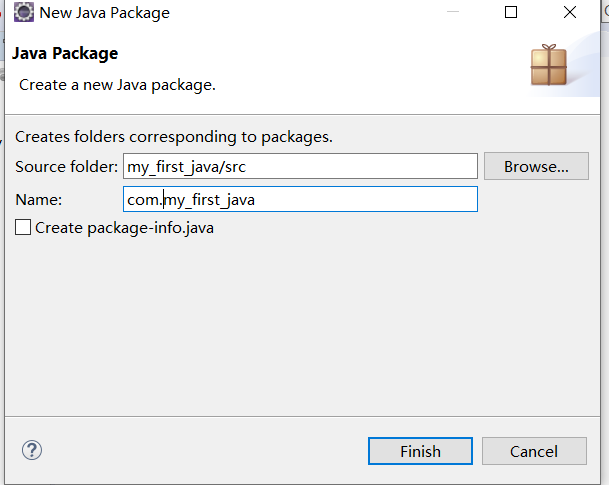 New Java Package
Java Package
Create a new Java package.
Creates folders corresponding to packages.
Source folder: my_first_java/src Browse...
Name: com.my_first_java
Create package-info.java
? Finish Cancel